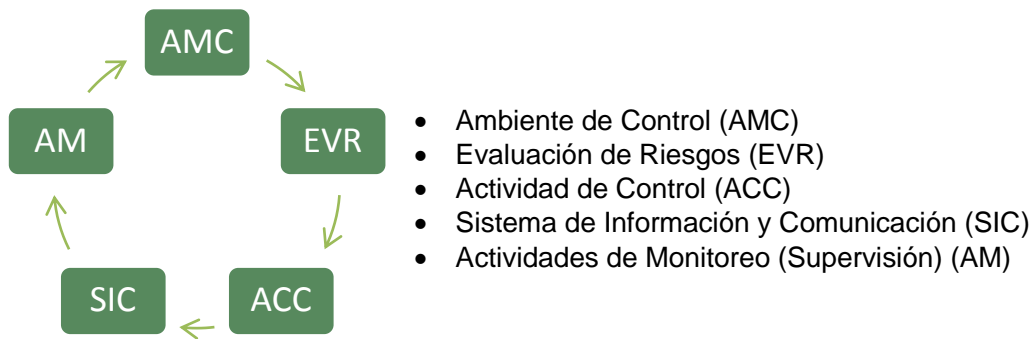 AMC
AM
EVR
SIC
ACC
• Ambiente de Control (AMC)
• Evaluación de Riesgos (EVR)
• Actividad de Control (ACC)
• Sistema de Información y Comunicación (SIC)
• Actividades de Monitoreo (Supervisión) (AM)